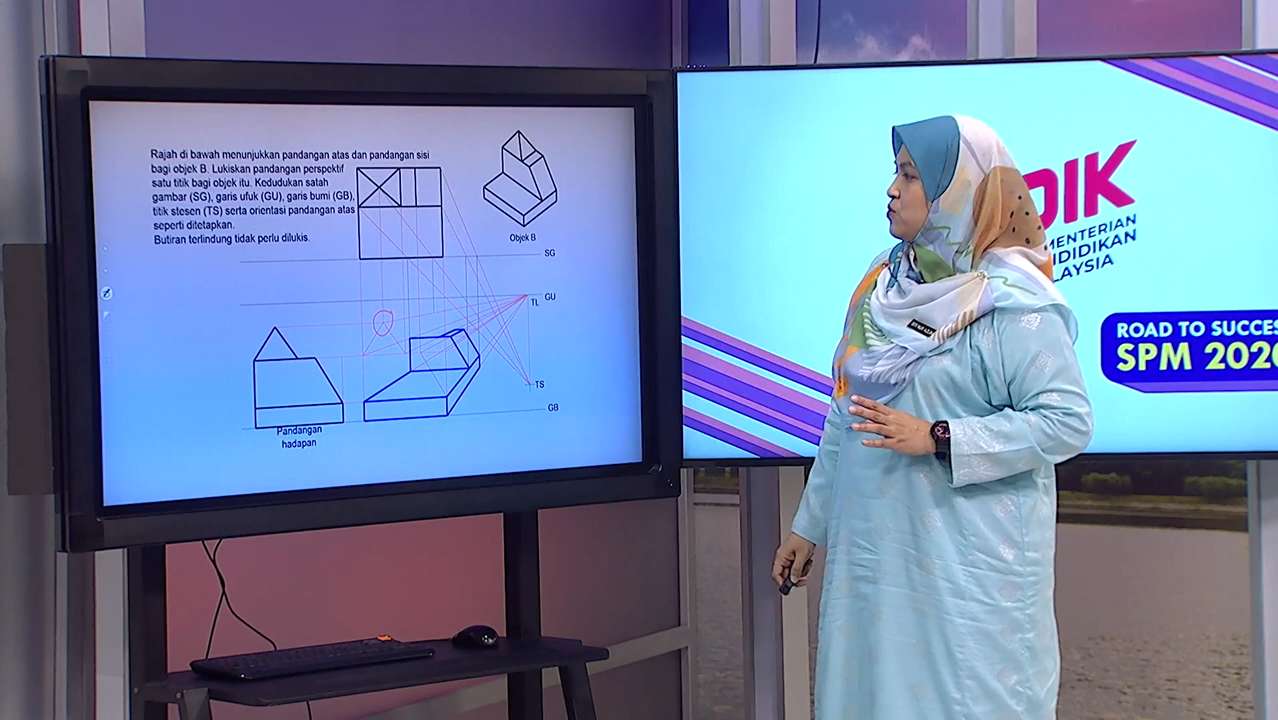 Rajah di bawah menunjukkan pandangan atas dan pandangan sisi
bagi objek B. Lukiskan pandangan perspektif
satu titik bagi objek itu. Kedudukan satah
gambar (SG), garis ufuk (GU), garis bumi (GB),
titik stesen (TS) serta orientasi pandangan atas
seperti ditetapkan.
Butiran terlindung tidak perlu dilukis.
Objek B
SG
GU
TL
TS
GB
Pandangan
hadapan
DIK
MENTERIAN
IDIKAN
LAYSIA
ROAD TO SUCCES
SPM 202